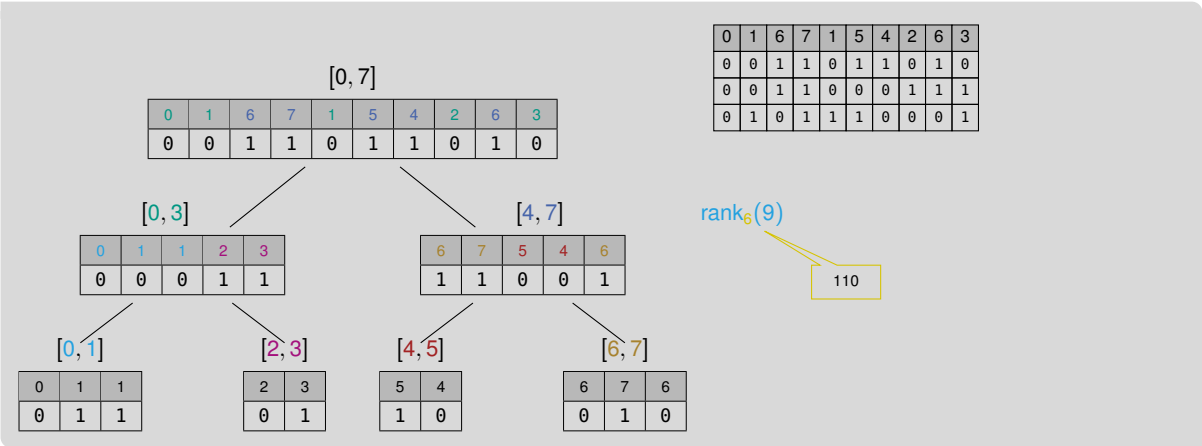 0 1 6 7 1 5 4 2 6 3
0 0 1 1 0 1 1 0 1 0
0 0 1 1 0 0 0 1 1 1
0 1 0 1 1 1 0 0 0 1
[0, 7]
0 1 6 7 1 5 4 2 6 3
0 0 1 1 0 1 1 0 1 0
[0, 3]
[4, 7]
rank6(9)
0 1 1 2 3
0 0 0 1 1
6 7 5 4 6
1 1 0 0 1
110
[0, 1]
[2, 3]
[4, 5]
[6, 7]
0 1 1
0 1 1
2 3
0 1
5 4
1 0
6 7 6
0 1 0